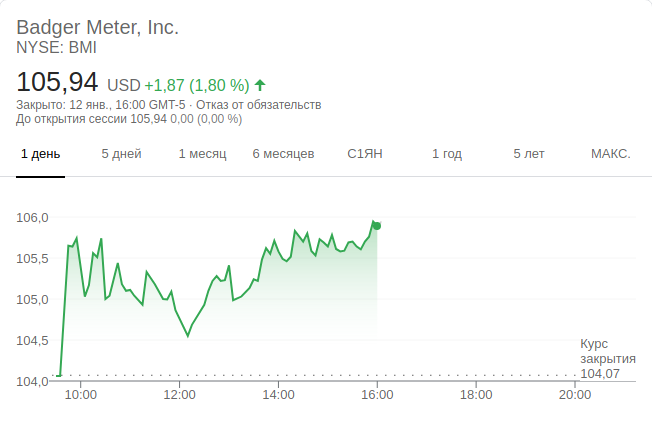 Badger Meter, Inc.
NYSE: BMI
105,94 USD +1,87 (1,80 %)
Закрыто: 12 янв., 16:00 GMT-5 · Отказ от обязательств
До открытия сессии 105,94 0,00 (0,00 %)
1 день 5 дней 1 месяц 6 месяцев С1ЯН 1 год 5 лет МАКС.
106,0
105,5
105,0
104,5
Курс
закрытия
104,07
104,0
10:00 12:00 14:00 16:00 18:00 20:00